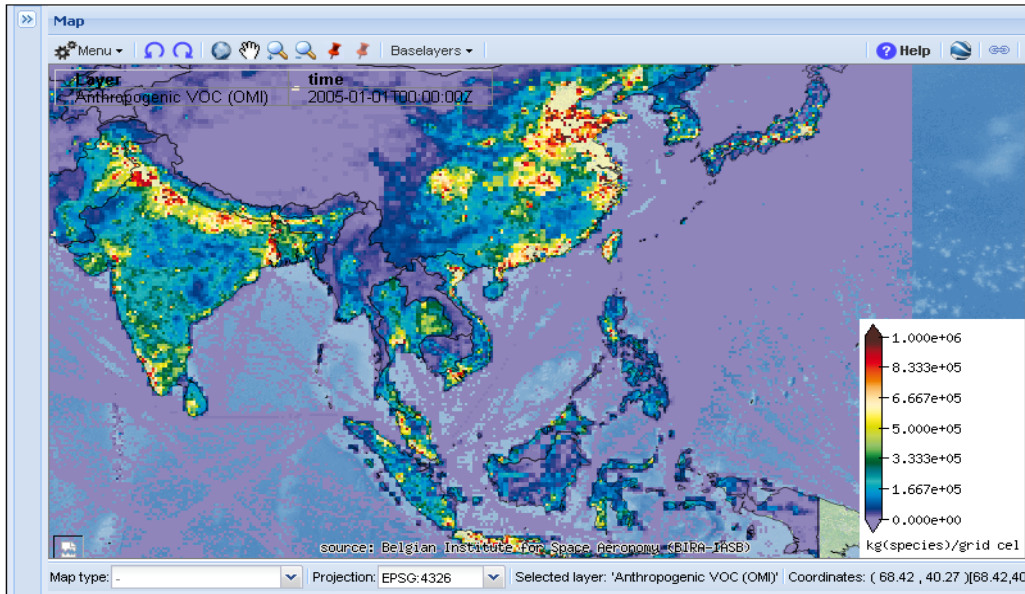 Map
Menu
Baselayers
Help
Layer time
Anthropogenic VOC (OMI) 2005-01-01T00:00:00Z
1.000e+06
8.333e+05
6.667e+05
5.000e+05
3.333e+05
1.667e+05
0.000e+00
kg(species)/grid cel
source: Belgian Institute for Space Aeronomy (BIRA-IASB)
Map type: - Projection: EPSG:4326 Selected layer: 'Anthropogenic VOC (OMI)' Coordinates: ( 68.42 , 40.27 )[68.42,40